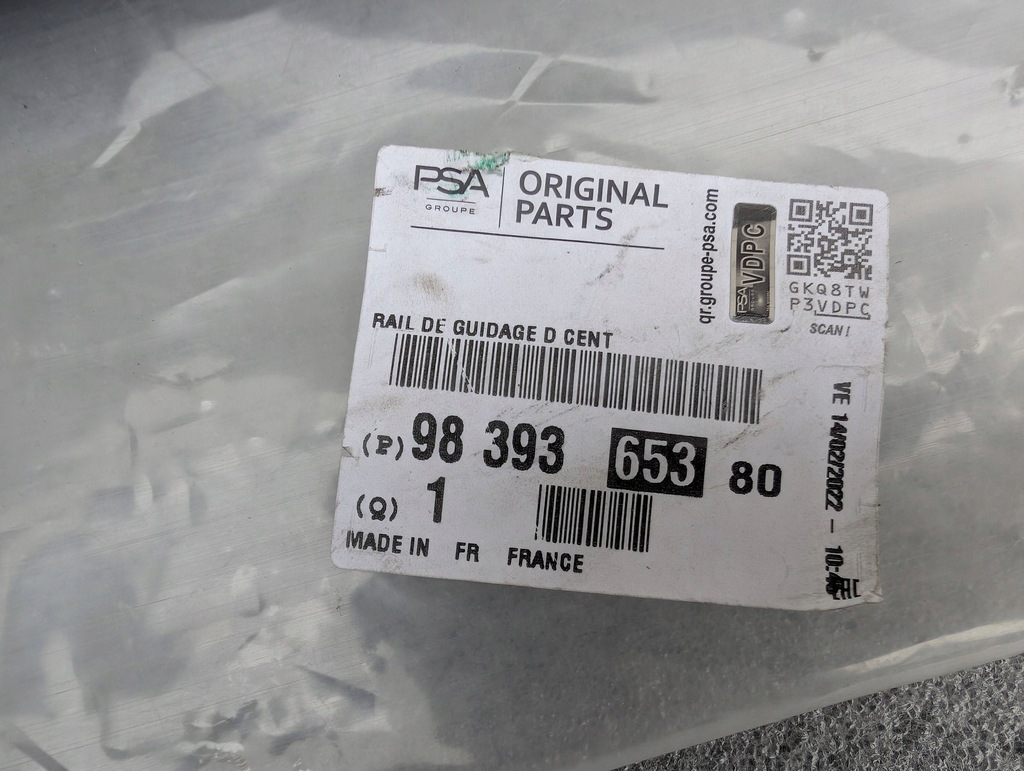 PSA
GROUPE
ORIGINAL
PARTS
qr.groupe-psa.com
PSA VDPC
GKQ8TW
P3VDPC
SCAN!
RAIL DE GUIDAGE D CENT
(P) 98 393 653 80
(Q) 1
MADE IN FR FRANCE
VE 14/02/2022 -